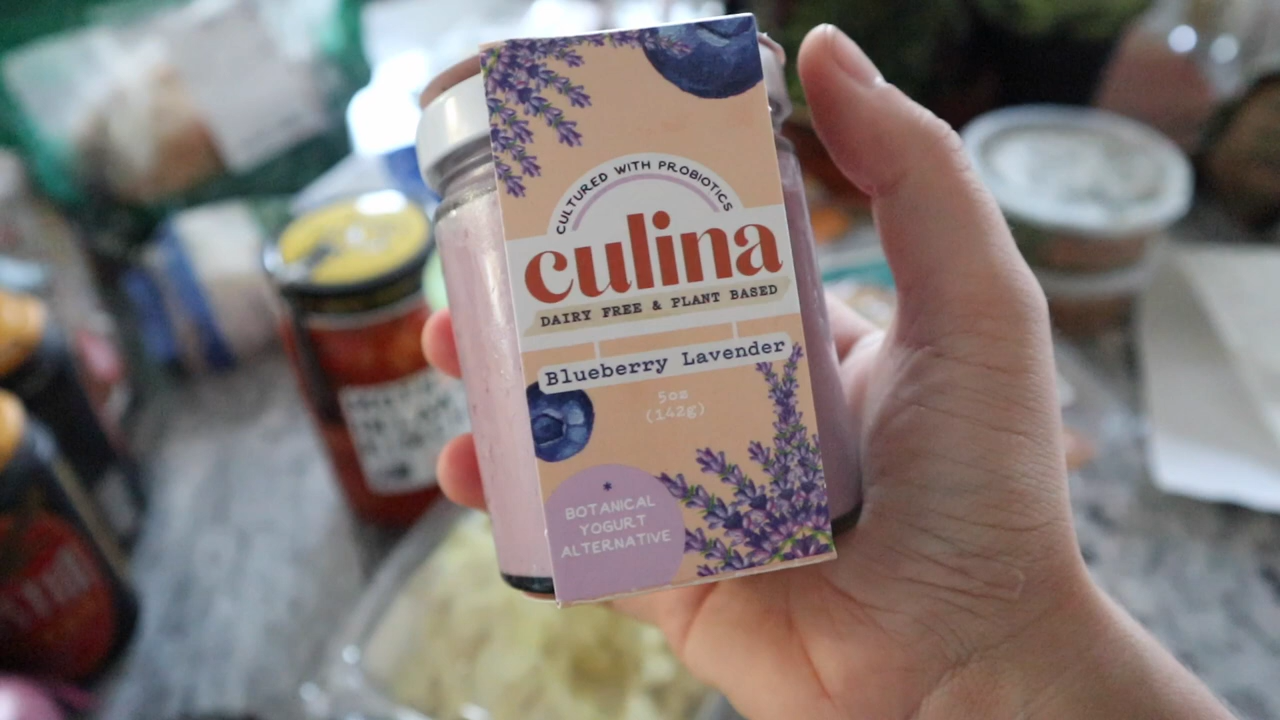 CULTURED WITH PROBIOTICS
culina
DAIRY FREE & PLANT BASED
Blueberry Lavender
5oz
(142g)
BOTANICAL
YOGURT
ALTERNATIVE